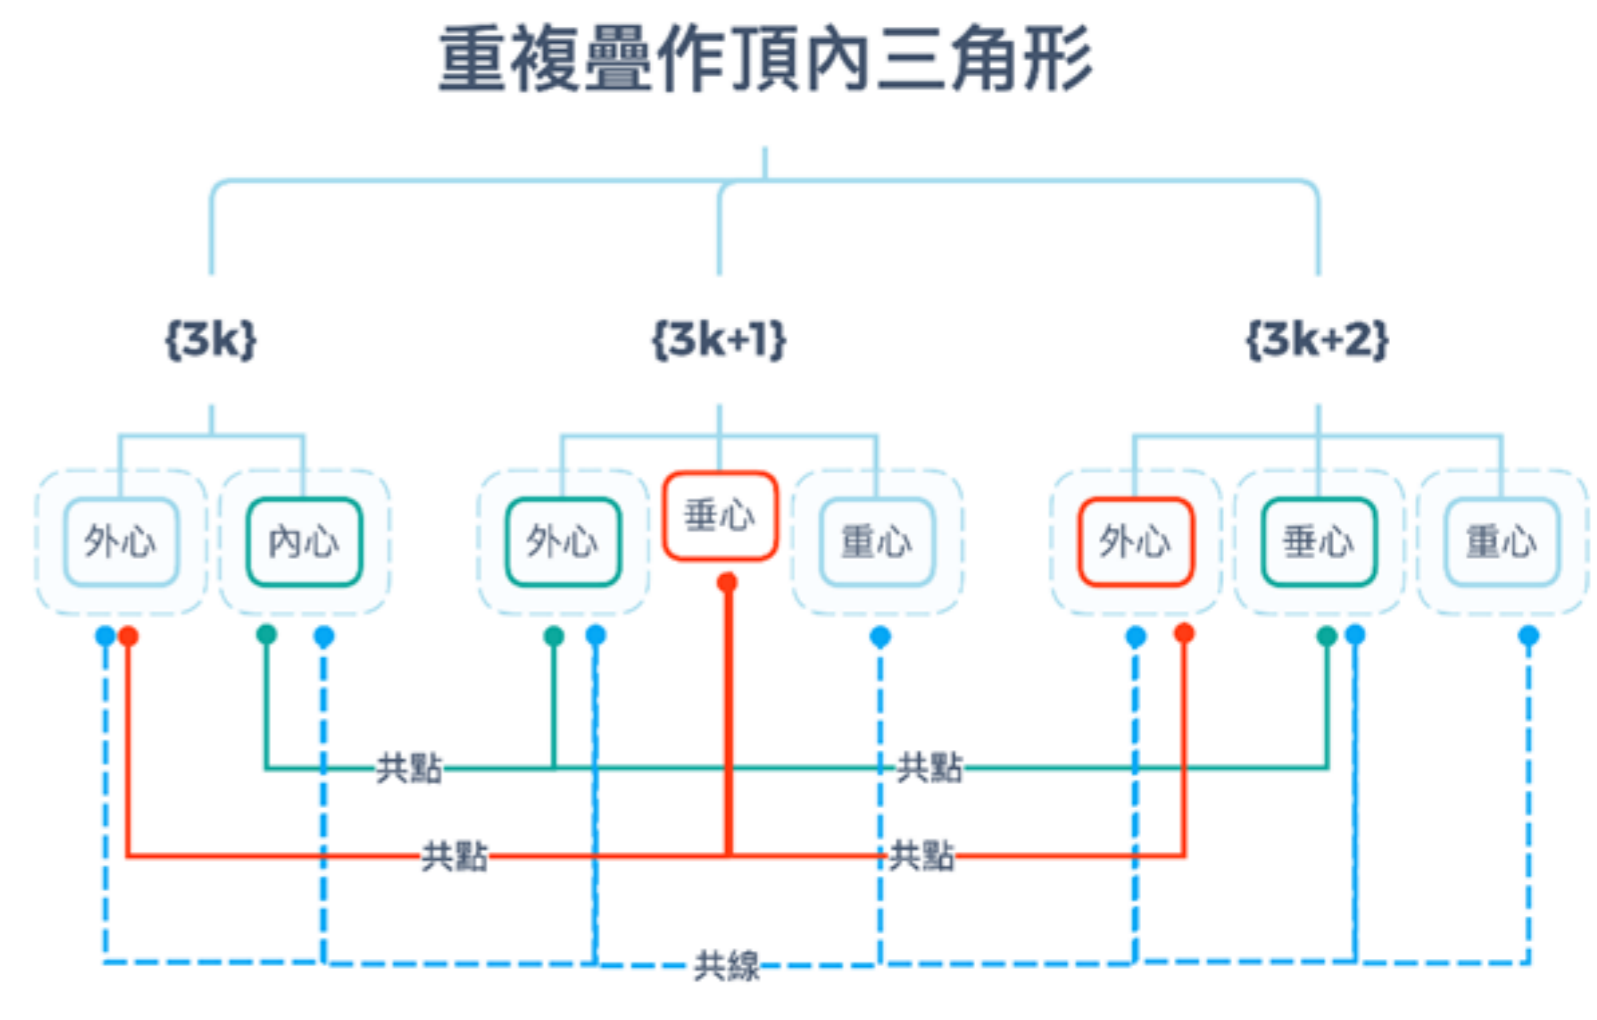 重複疊作頂內三角形
{3k}
{3k+1}
{3k+2}
外心
內心
外心
垂心
重心
外心
垂心
重心
共點
共點
共點
共點
共線